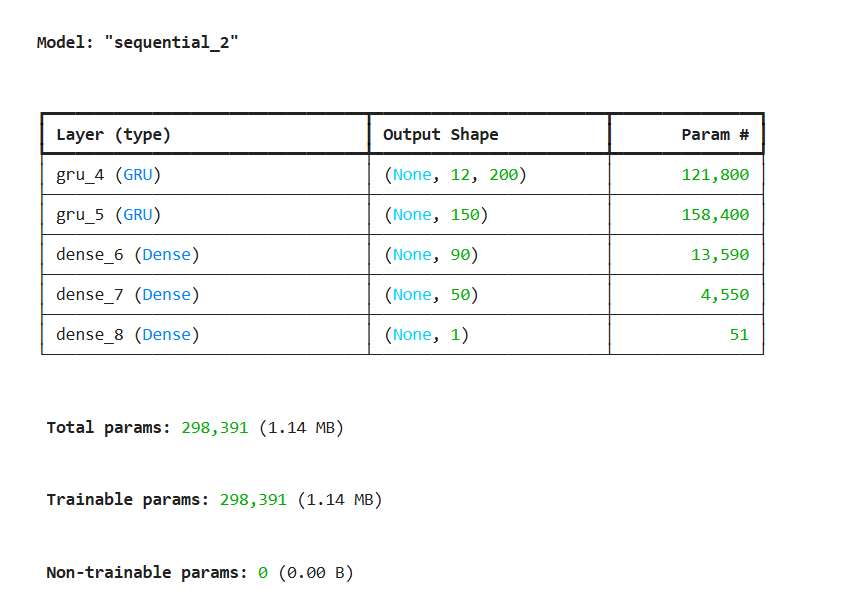 Model: "sequential_2"
Layer (type) Output Shape Param #
gru_4 (GRU) (None, 12, 200) 121,800
gru_5 (GRU) (None, 150) 158,400
dense_6 (Dense) (None, 90) 13,590
dense_7 (Dense) (None, 50) 4,550
dense_8 (Dense) (None, 1) 51
Total params: 298,391 (1.14 MB)
Trainable params: 298,391 (1.14 MB)
Non-trainable params: 0 (0.00 B)